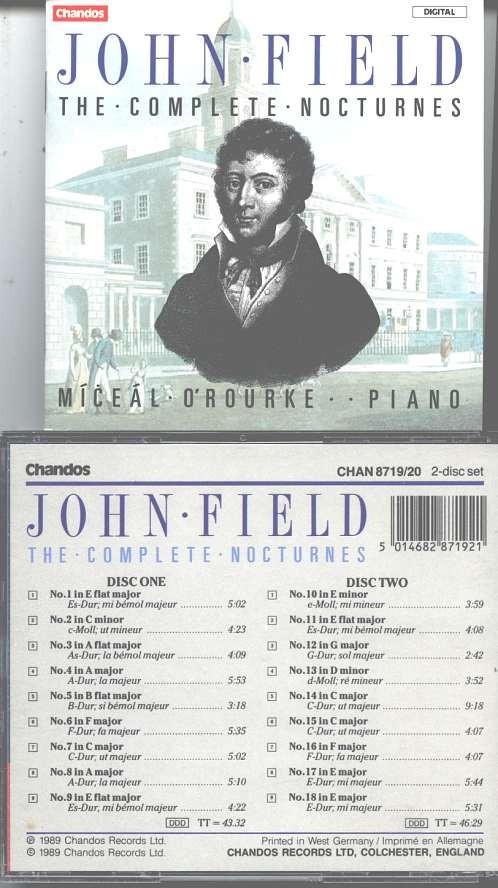 Chandos
DIGITAL
JOHN·FIELD
THE·COMPLETE·NOCTURNES
MÍĊEÁL·O'ROURKE··PIANO
Chandos
CHAN 8719/20 2-disc set
JOHN·FIELD
THE·COMPLETE·NOCTURNES
5 014682 871921
DISC ONE
1 No.1 in E flat major
Es-Dur; mi bémol majeur ............... 5:02
2 No.2 in C minor
c-Moll; ut mineur ............... 4:23
3 No.3 in A flat major
As-Dur; la bémol majeur ............... 4:09
4 No.4 in A major
A-Dur; la majeur ............... 5:53
5 No.5 in B flat major
B-Dur; si bémol majeur ............... 3:18
6 No.6 in F major
F-Dur; fa majeur ............... 5:35
7 No.7 in C major
C-Dur; ut majeur ............... 5:02
8 No.8 in A major
A-Dur; la majeur ............... 5:10
9 No.9 in E flat major
Es-Dur; mi bémol majeur ............... 4:22
DDD TT = 43.32
DISC TWO
1 No.10 in E minor
e-Moll; mi mineur ............... 3:59
2 No.11 in E flat major
Es-Dur; mi bémol majeur ............... 4:08
3 No.12 in G major
G-Dur; sol majeur ............... 2:42
4 No.13 in D minor
d-Moll; ré mineur ............... 3:52
5 No.14 in C major
C-Dur; ut majeur ............... 9:18
6 No.15 in C major
C-Dur; ut majeur ............... 4:07
7 No.16 in F major
F-Dur; fa majeur ............... 4:07
8 No.17 in E major
E-Dur; mi majeur ............... 5:44
9 No.18 in E major
E-Dur; mi majeur ............... 5:31
DDD TT = 46:29
℗ 1989 Chandos Records Ltd.
© 1989 Chandos Records Ltd.
Printed in West Germany / Imprimé en Allemagne
CHANDOS RECORDS LTD, COLCHESTER, ENGLAND